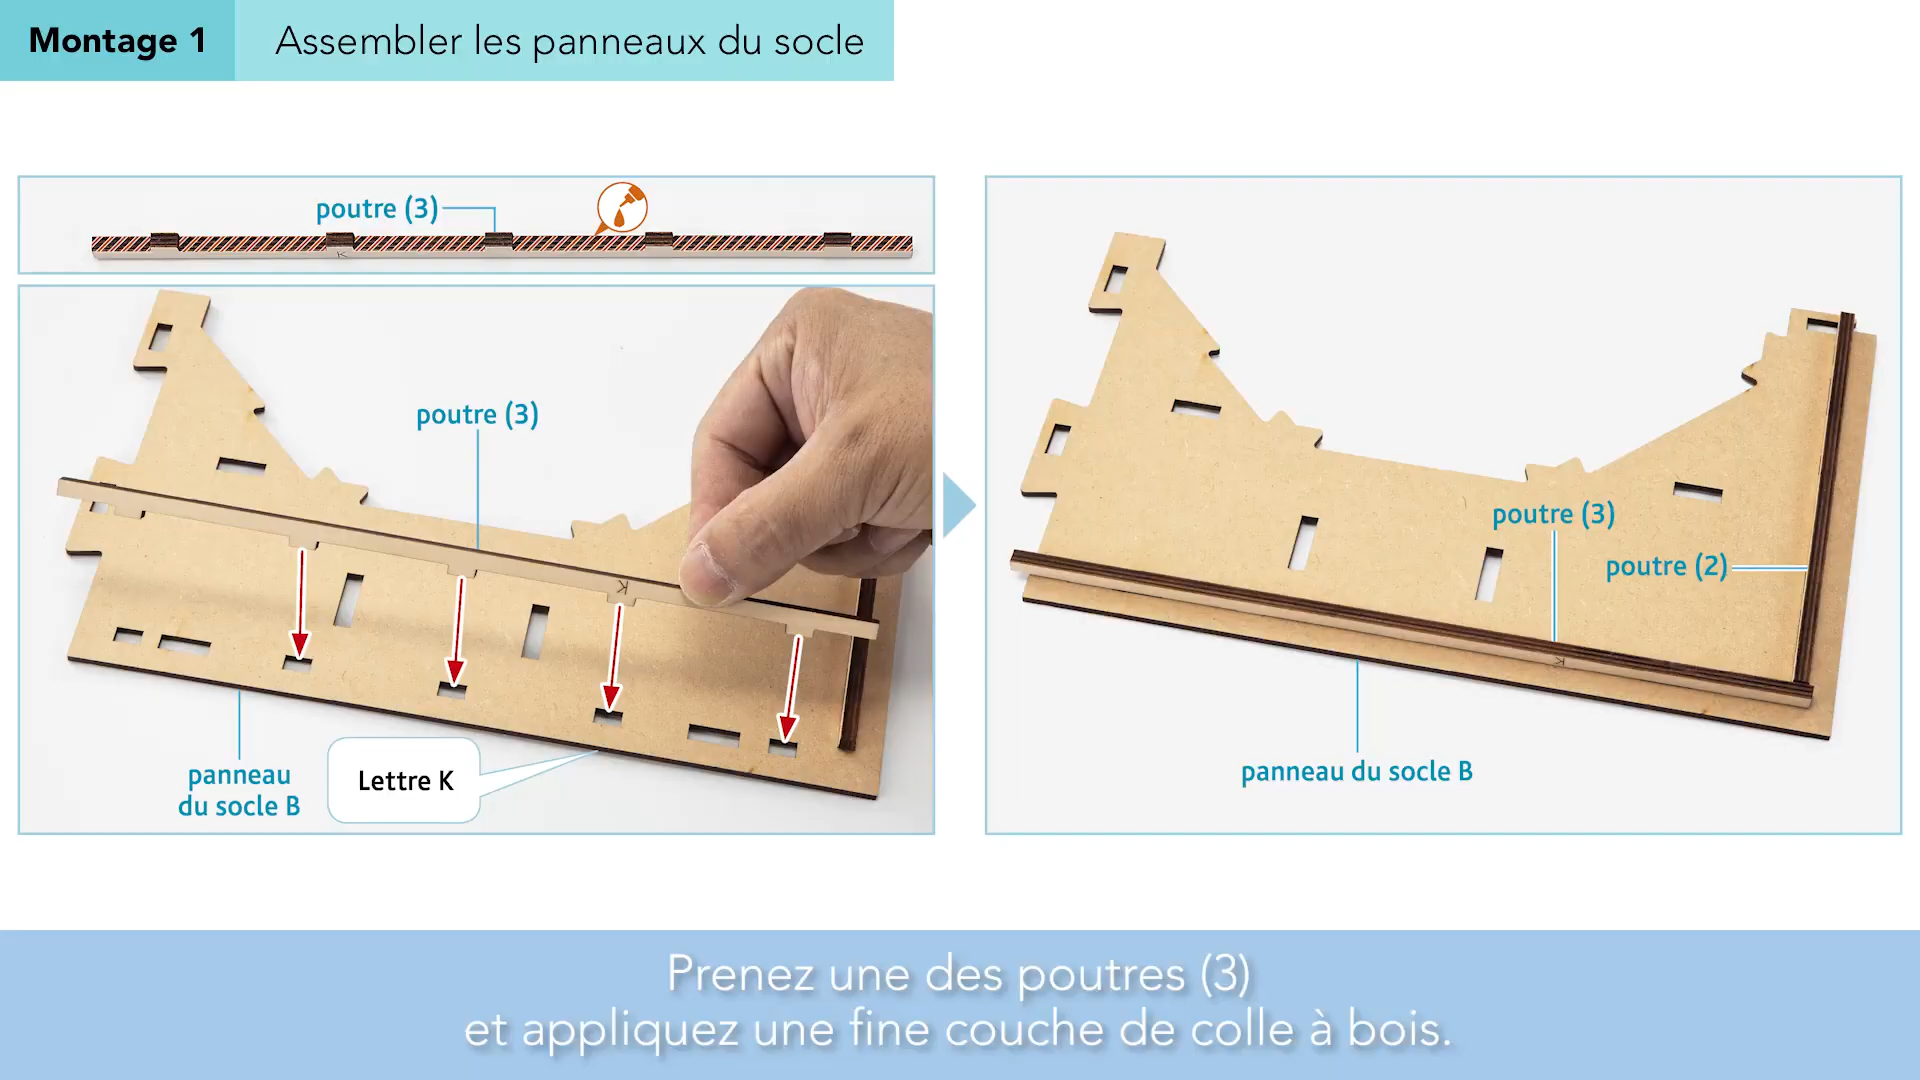 Montage 1
Assembler les panneaux du socle
poutre (3)
K
poutre (3)
K
panneau
du socle B
Lettre K
poutre (3)
poutre (2)
K
panneau du socle B
Prenez une des poutres (3)
et appliquez une fine couche de colle à bois.